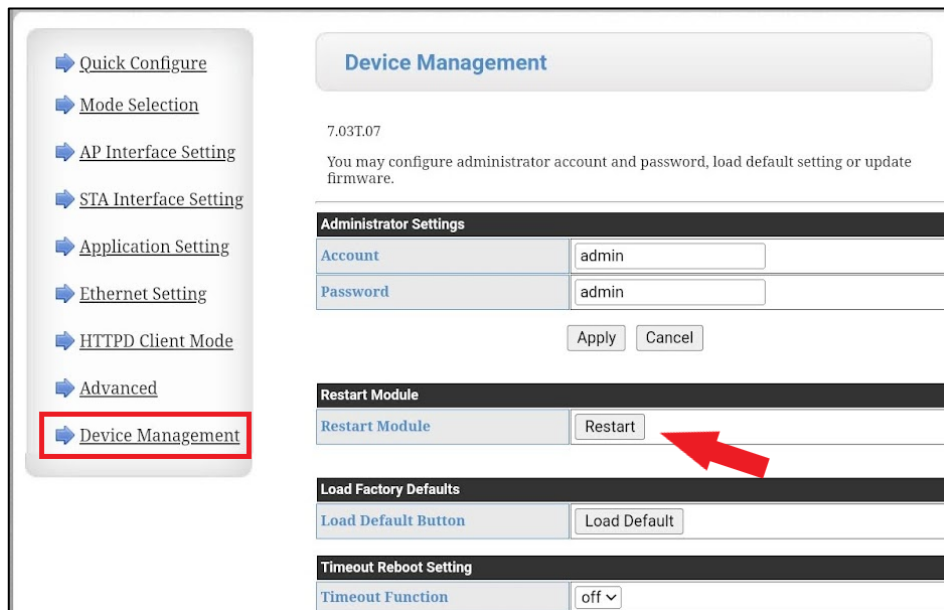 Quick Configure
Mode Selection
AP Interface Setting
STA Interface Setting
Application Setting
Ethernet Setting
HTTPD Client Mode
Advanced
Device Management
Device Management
7.03T.07
You may configure administrator account and password, load default setting or update
firmware.
Administrator Settings
Account admin
Password admin
Apply Cancel
Restart Module
Restart Module Restart
Load Factory Defaults
Load Default Button Load Default
Timeout Reboot Setting
Timeout Function off